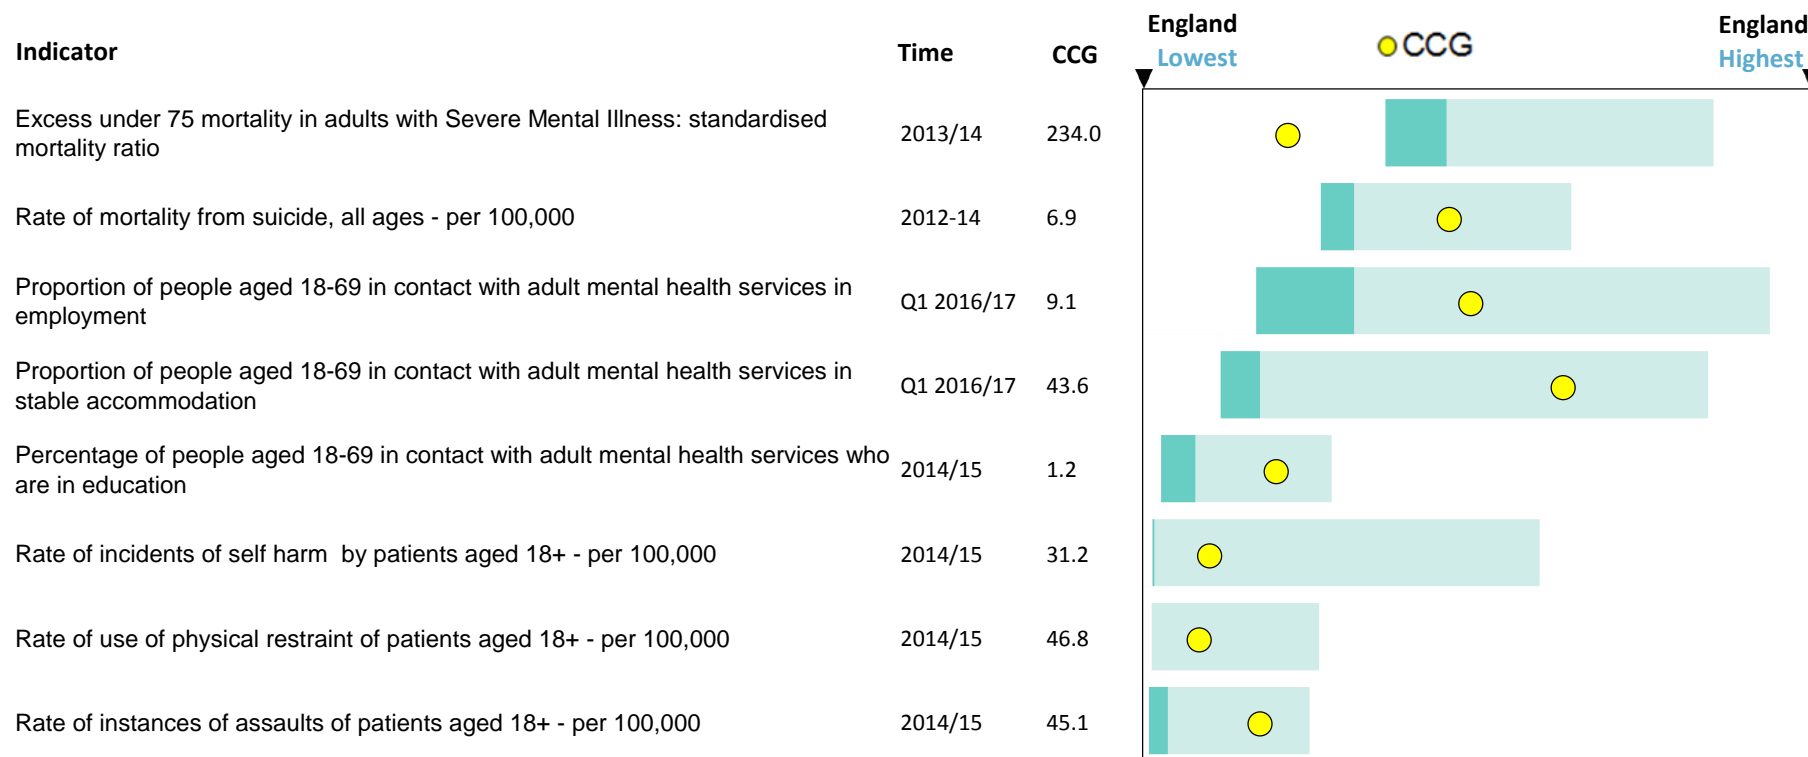 Indicator Time CCG England Lowest CCG England Highest
Excess under 75 mortality in adults with Severe Mental Illness: standardised
mortality ratio
2013/14 234.0
Rate of mortality from suicide, all ages - per 100,000 2012-14 6.9
Proportion of people aged 18-69 in contact with adult mental health services in
employment
Q1 2016/17 9.1
Proportion of people aged 18-69 in contact with adult mental health services in
stable accommodation
Q1 2016/17 43.6
Percentage of people aged 18-69 in contact with adult mental health services who
are in education
2014/15 1.2
Rate of incidents of self harm  by patients aged 18+ - per 100,000 2014/15 31.2
Rate of use of physical restraint of patients aged 18+ - per 100,000 2014/15 46.8
Rate of instances of assaults of patients aged 18+ - per 100,000 2014/15 45.1